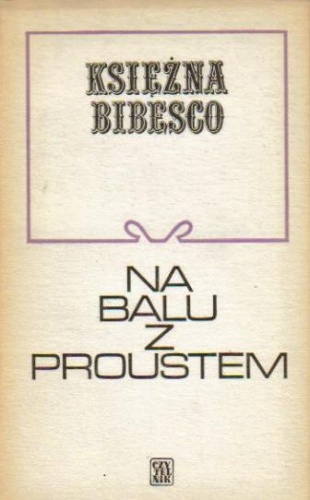 KSIĘŻNA
BIBESCO
NA
BALU
Z
PROUSTEM
CZY
TEL
NIK